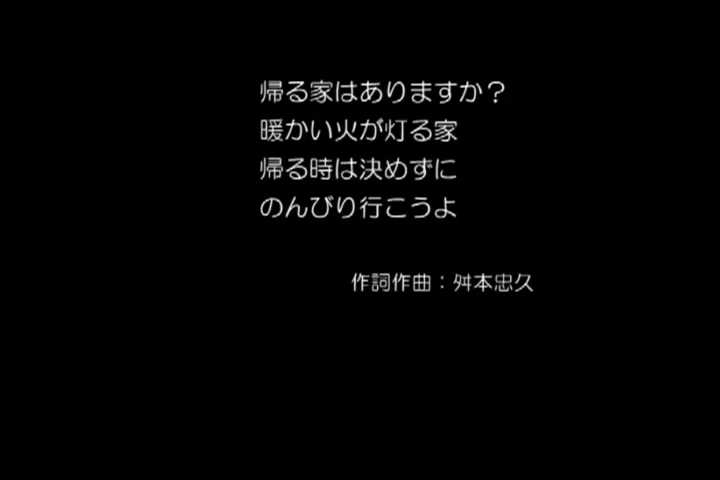 帰る家はありますか？
暖かい火が灯る家
帰る時は決めずに
のんびり行こうよ
作詞作曲：舛本忠久